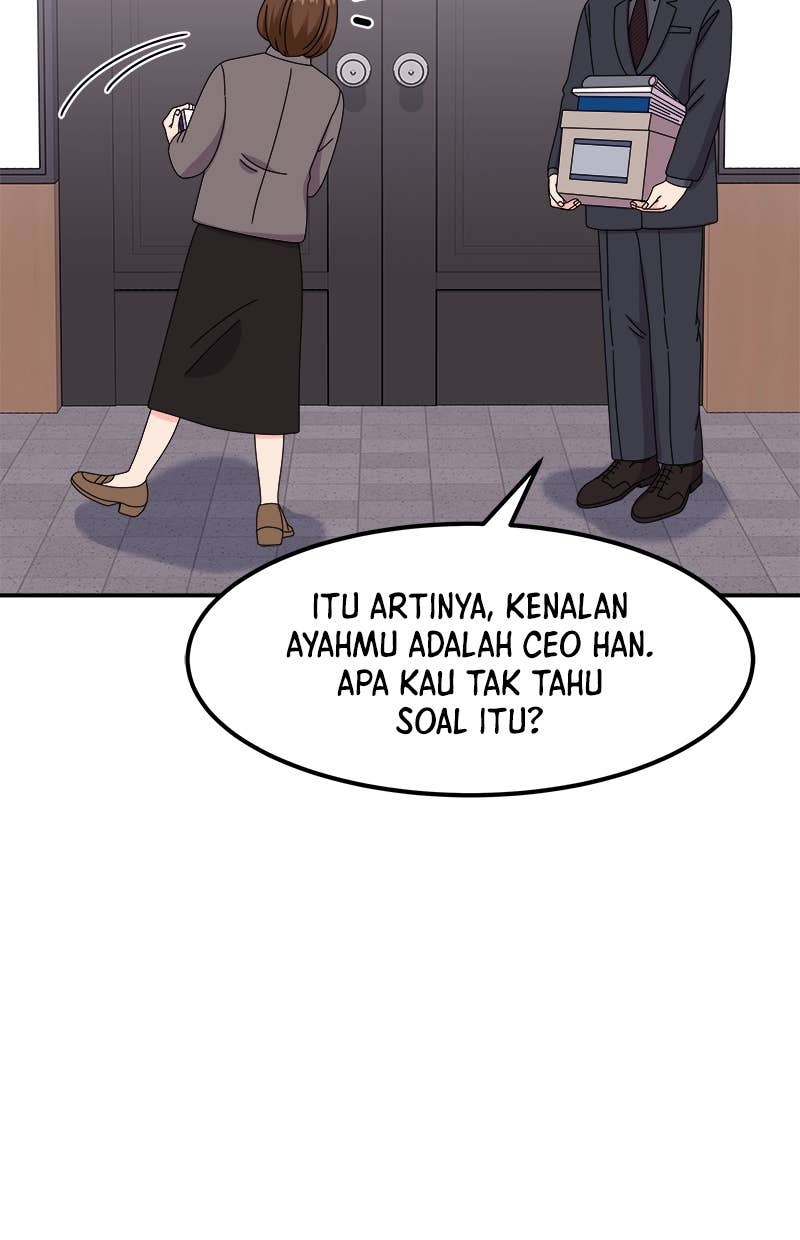 ITU ARTINYA, KENALAN
AYAHMU ADALAH CEO HAN.
APA KAU TAK TAHU
SOAL ITU?